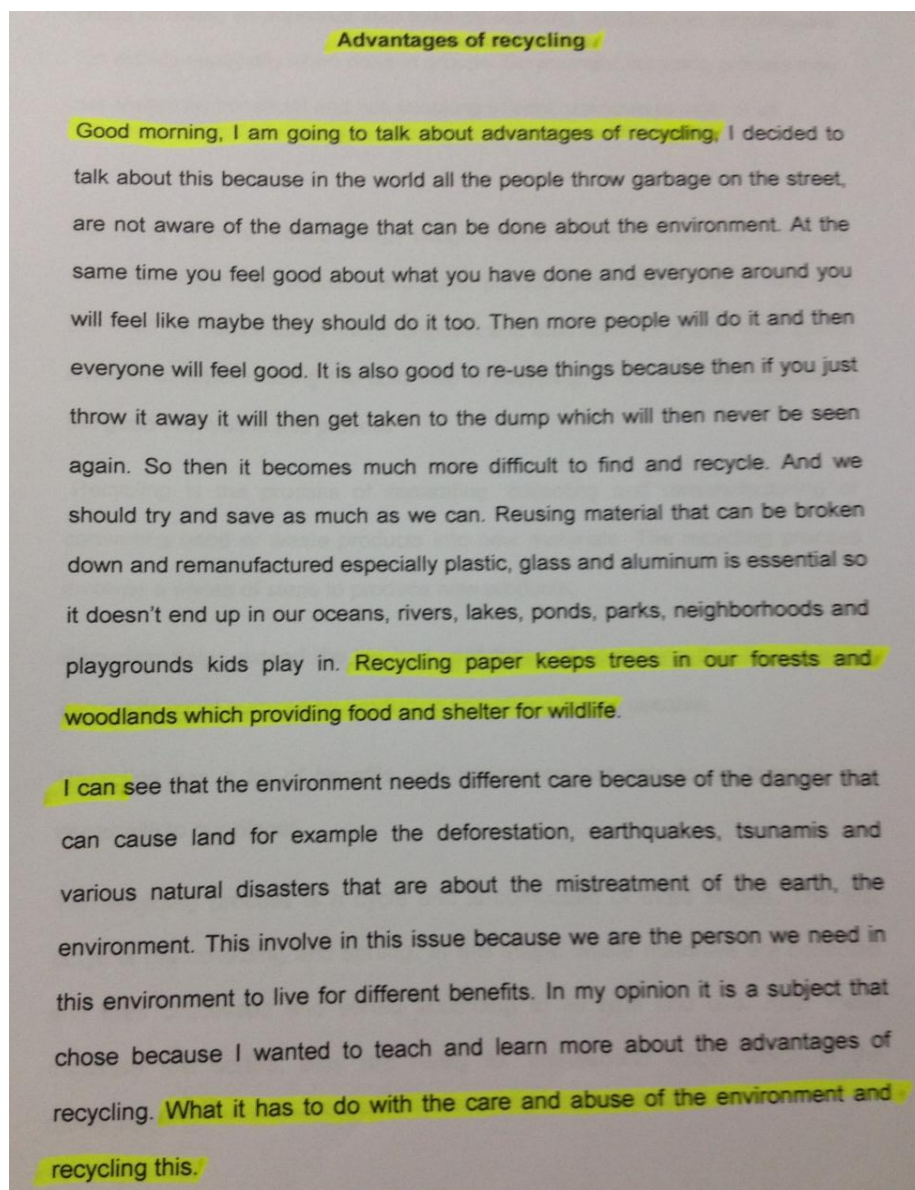 Advantages of recycling
Good morning, I am going to talk about advantages of recycling, I decided to
talk about this because in the world all the people throw garbage on the street,
are not aware of the damage that can be done about the environment. At the
same time you feel good about what you have done and everyone around you
will feel like maybe they should do it too. Then more people will do it and then
everyone will feel good. It is also good to re-use things because then if you just
throw it away it will then get taken to the dump which will then never be seen
again. So then it becomes much more difficult to find and recycle. And we
should try and save as much as we can. Reusing material that can be broken
down and remanufactured especially plastic, glass and aluminum is essential so
it doesn't end up in our oceans, rivers, lakes, ponds, parks, neighborhoods and
playgrounds kids play in. Recycling paper keeps trees in our forests and
woodlands which providing food and shelter for wildlife.
I can see that the environment needs different care because of the danger that
can cause land for example the deforestation, earthquakes, tsunamis and
various natural disasters that are about the mistreatment of the earth, the
environment. This involve in this issue because we are the person we need in
this environment to live for different benefits. In my opinion it is a subject that
chose because I wanted to teach and learn more about the advantages of
recycling. What it has to do with the care and abuse of the environment and
recycling this.